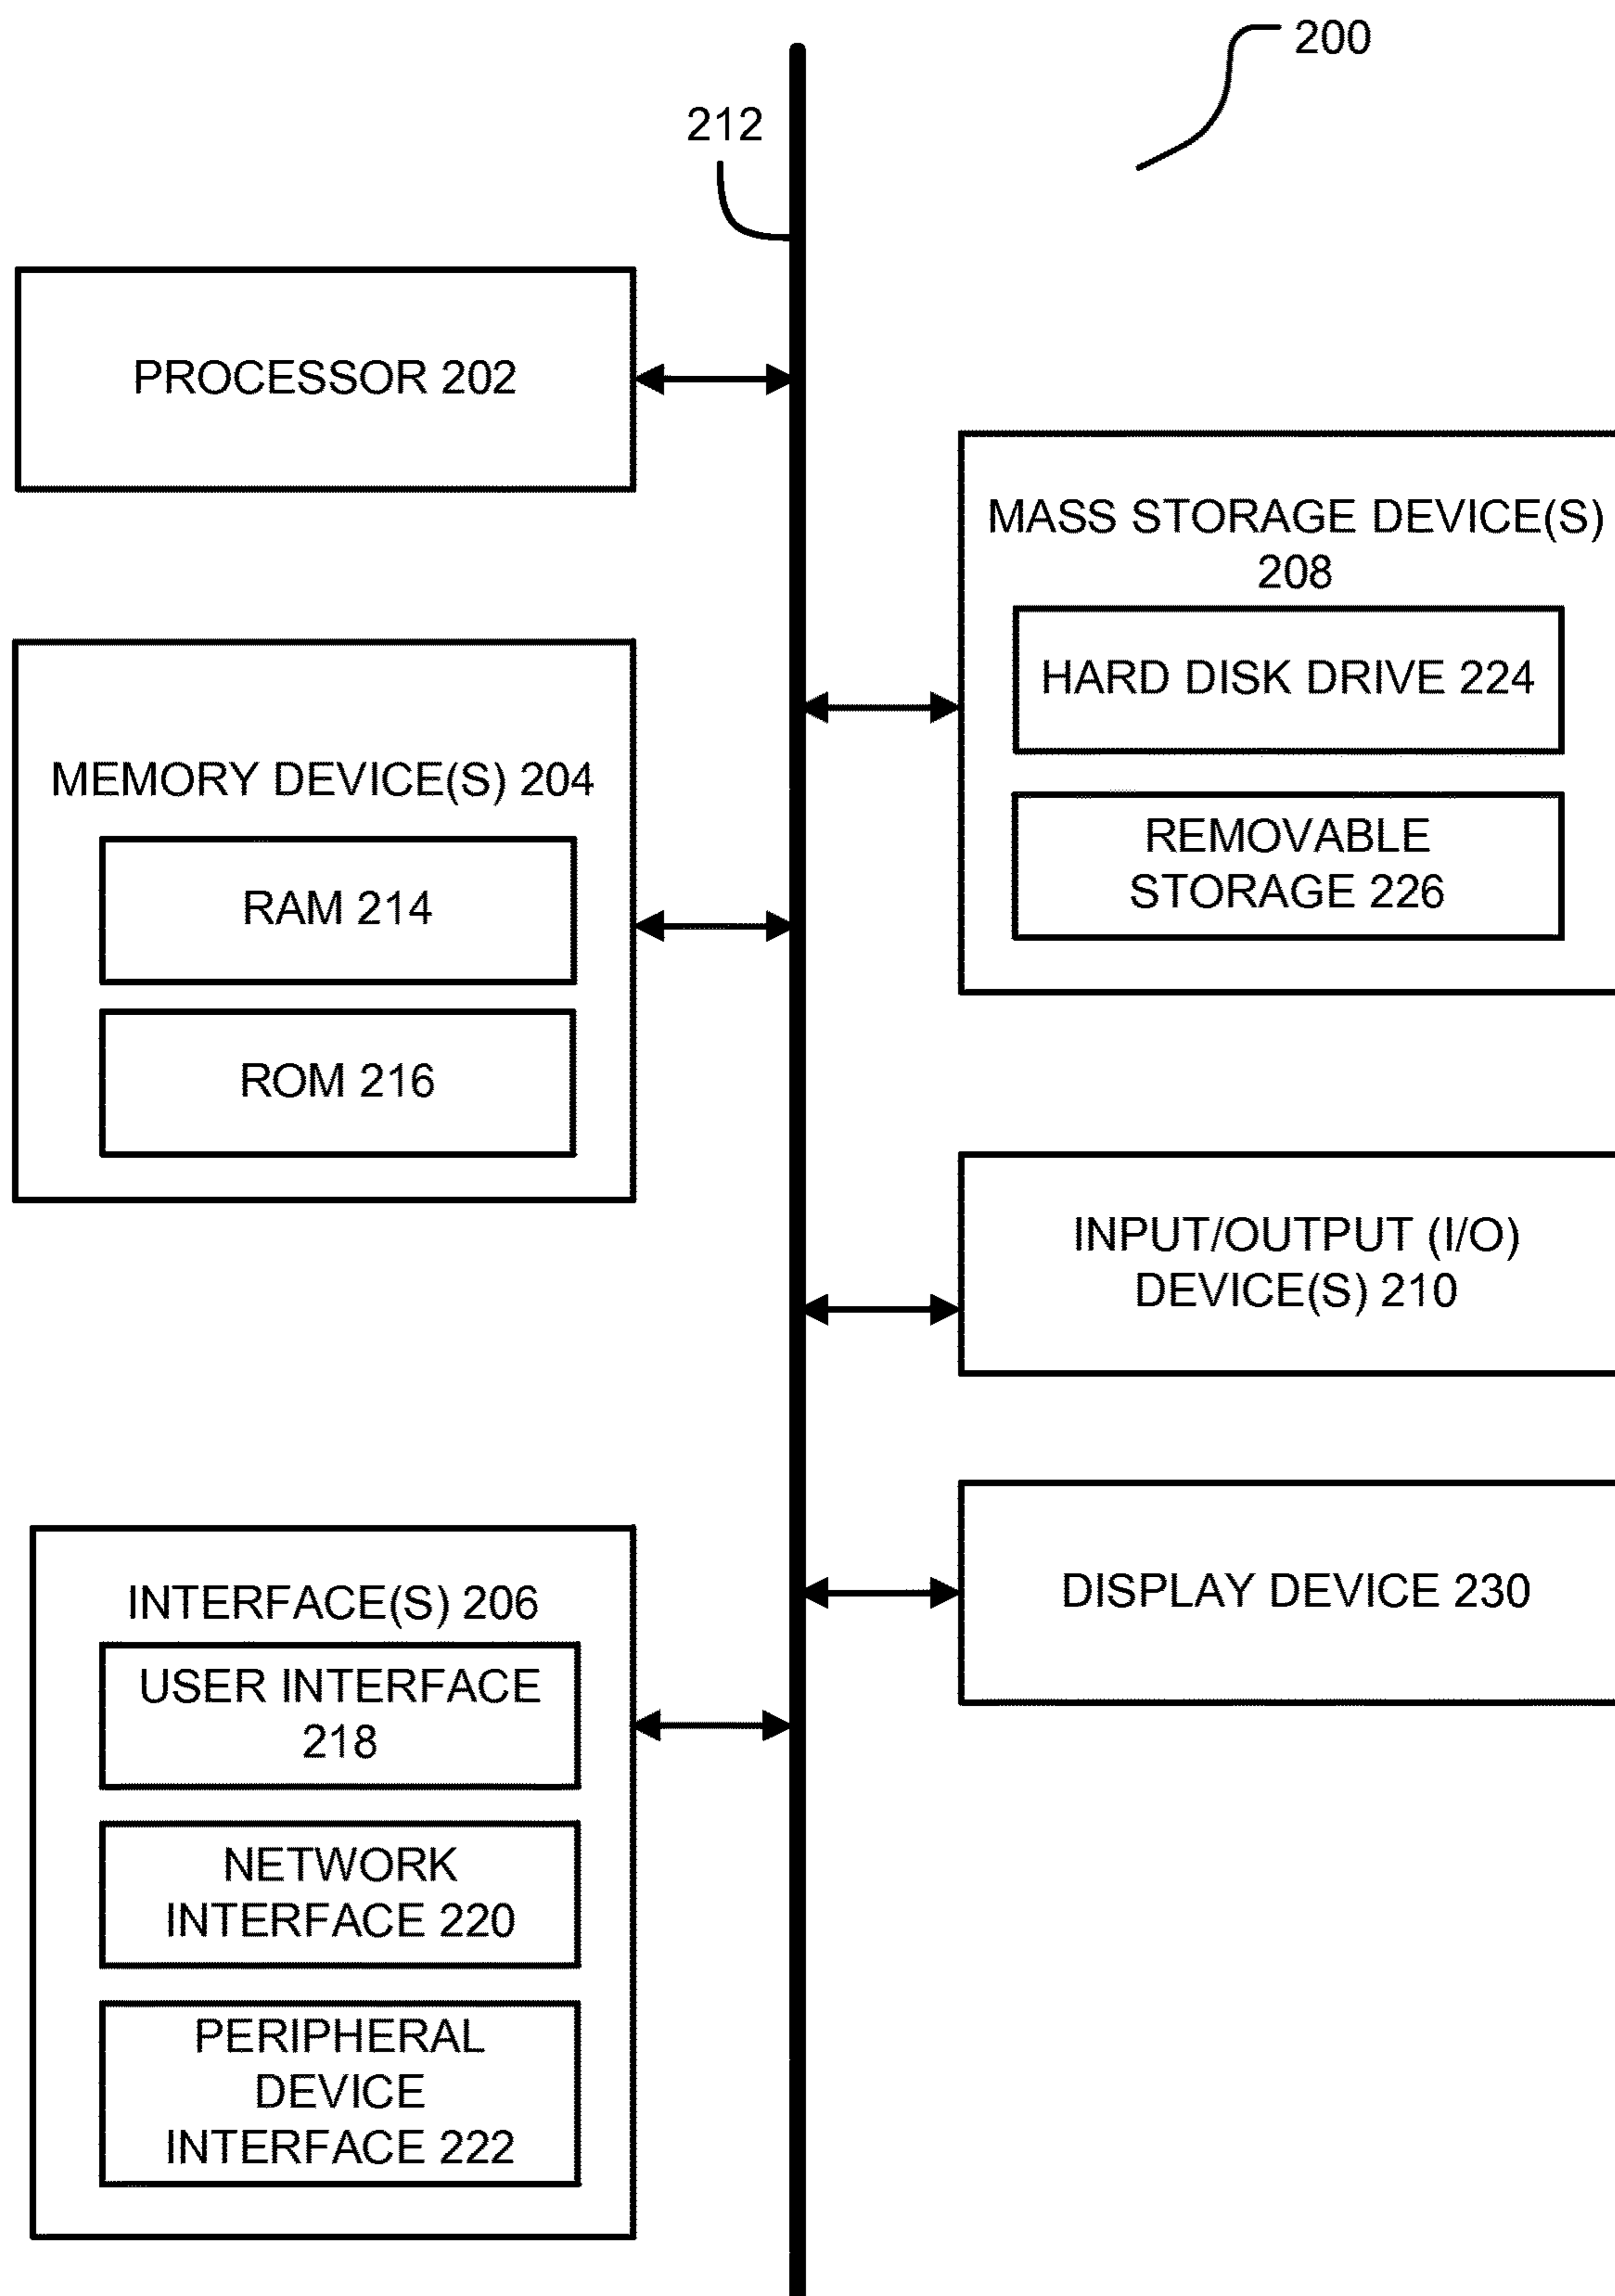 200
212
PROCESSOR 202
MASS STORAGE DEVICE(S)
208
HARD DISK DRIVE 224
REMOVABLE
STORAGE 226
MEMORY DEVICE(S) 204
RAM 214
ROM 216
INPUT/OUTPUT (I/O)
DEVICE(S) 210
DISPLAY DEVICE 230
INTERFACE(S) 206
USER INTERFACE
218
NETWORK
INTERFACE 220
PERIPHERAL
DEVICE
INTERFACE 222